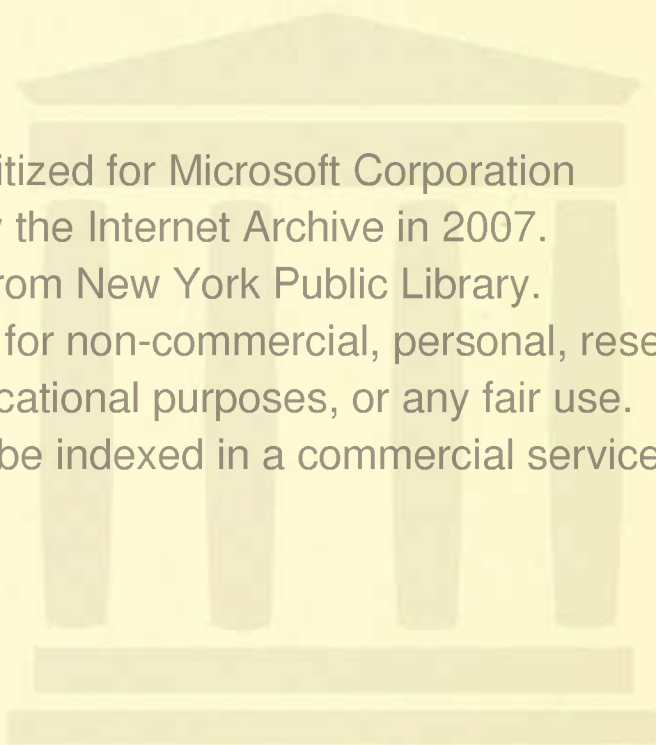 itized for Microsoft Corporation
the Internet Archive in 2007.
rom New York Public Library.
for non-commercial, personal, rese
cational purposes, or any fair use.
be indexed in a commercial service